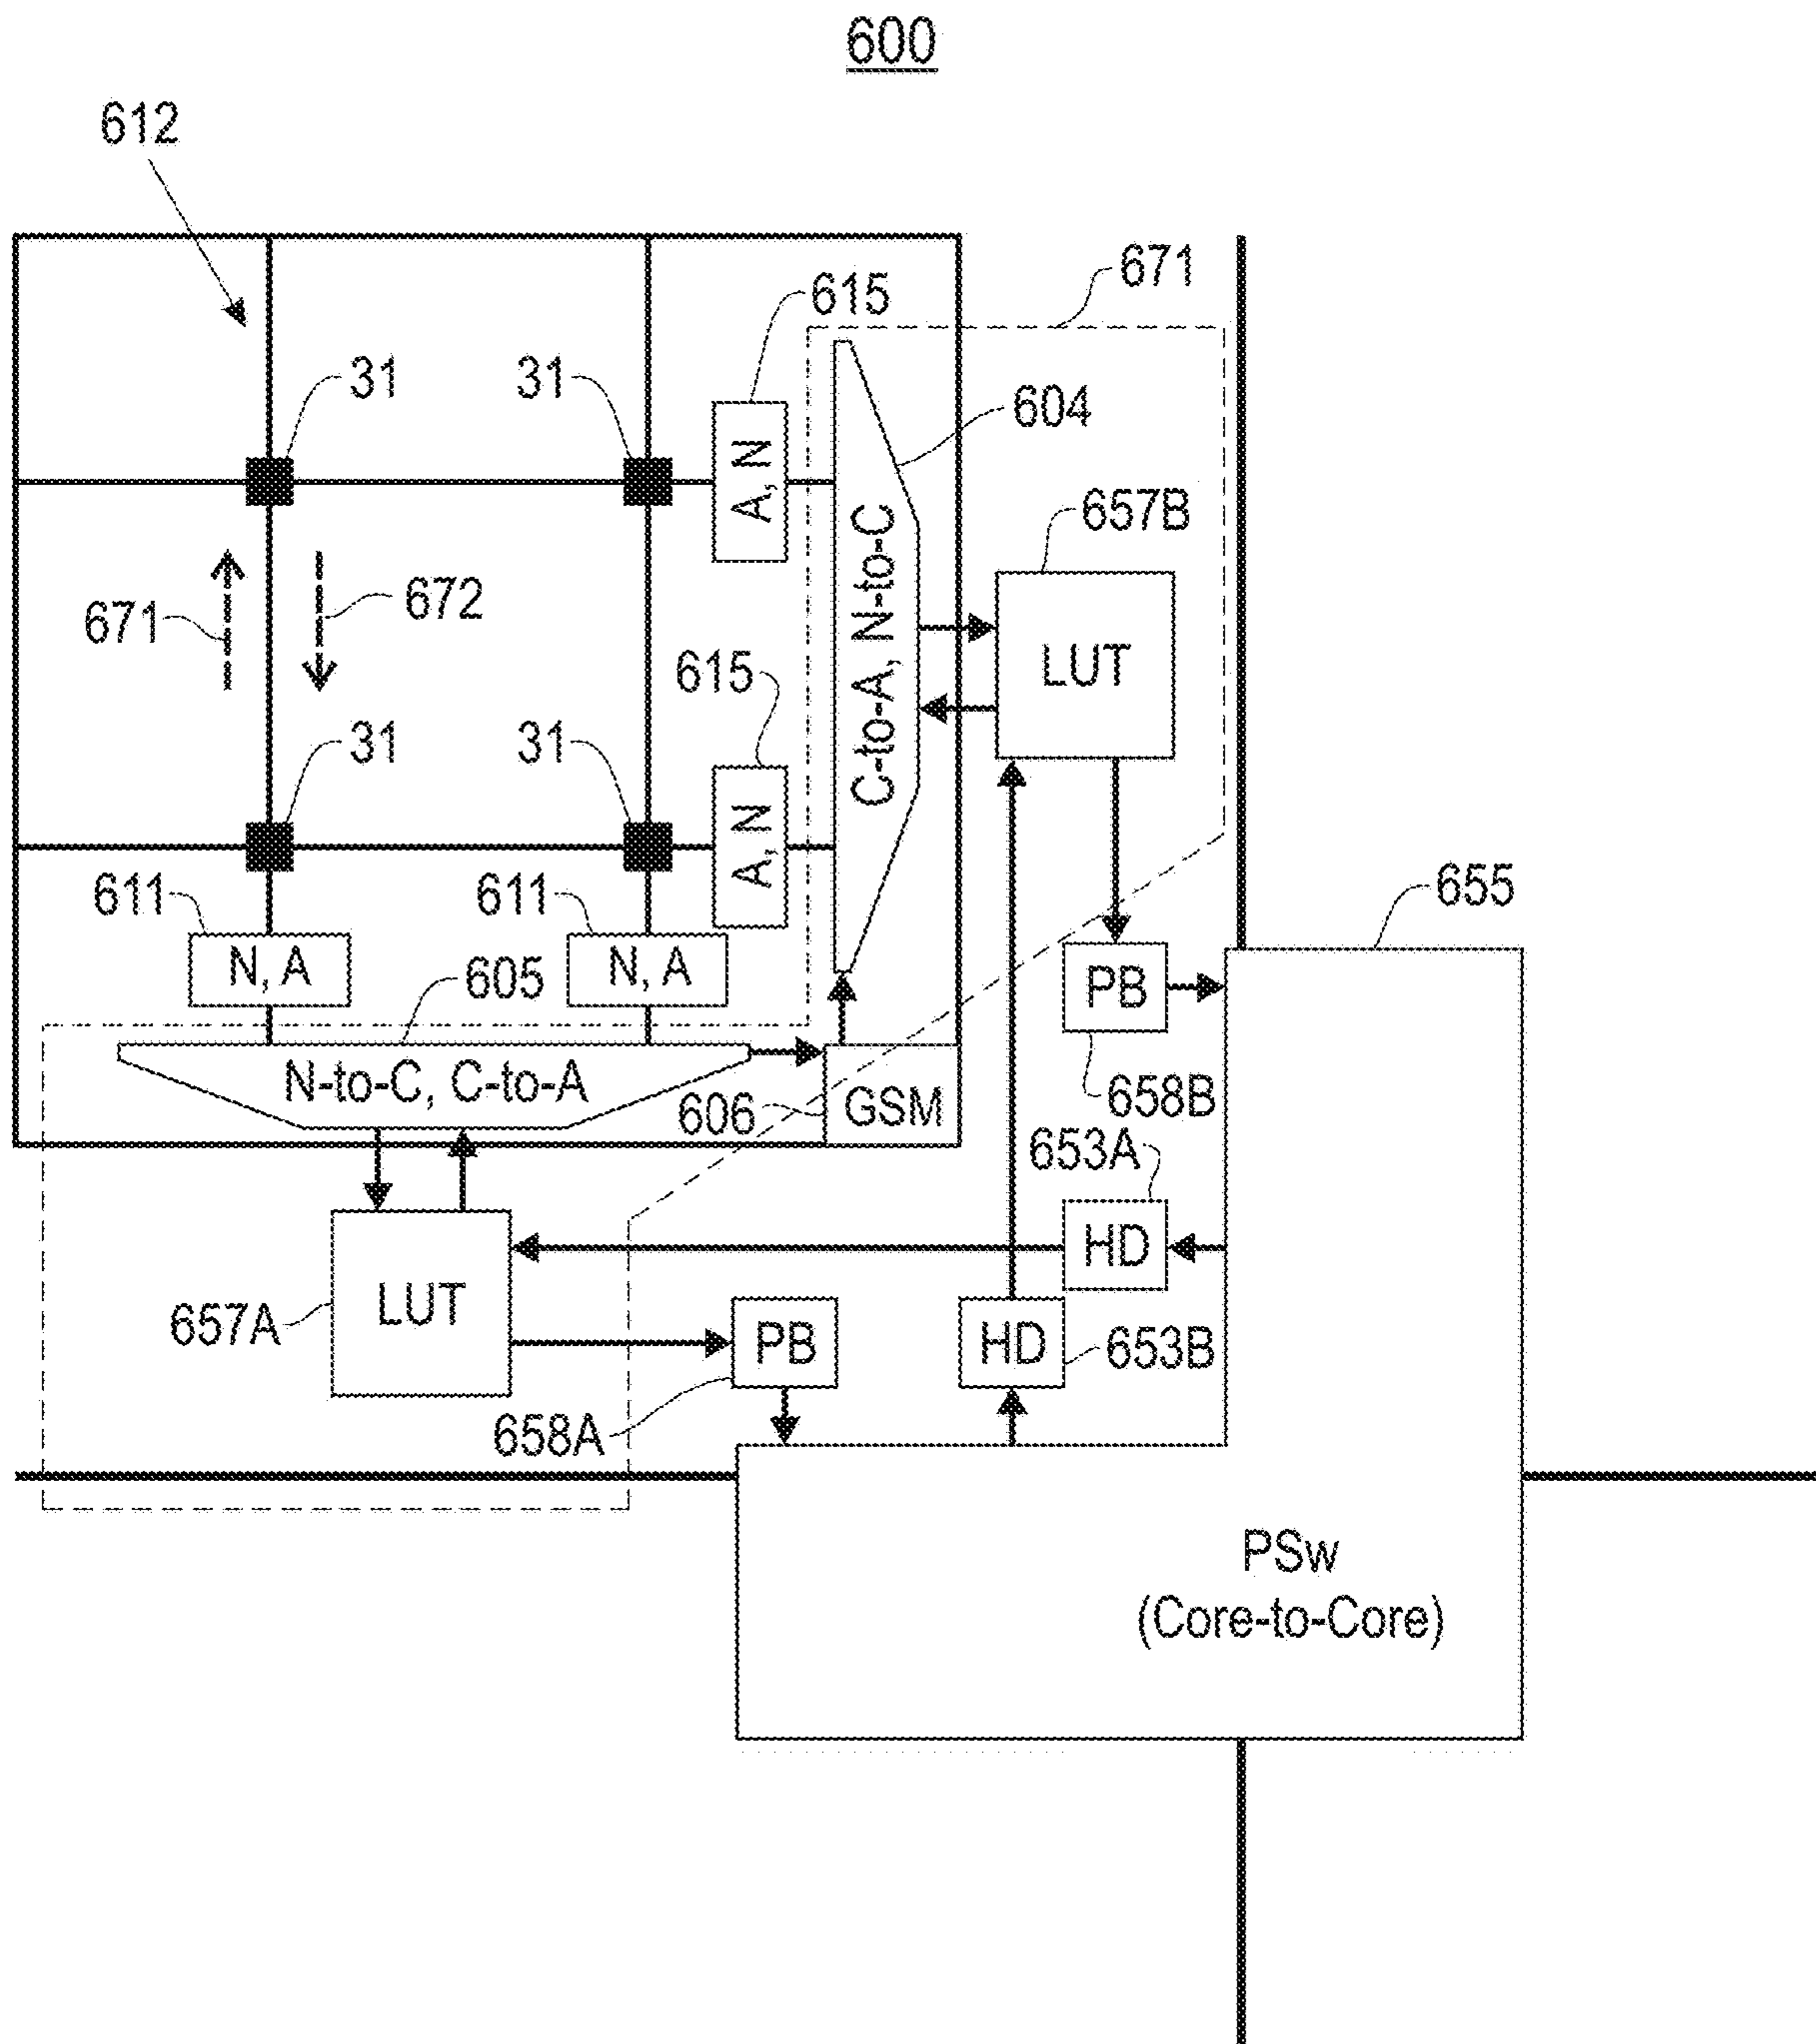 600
612
671
615
31
31
604
A, N
657B
C-to-A, N-to-C
LUT
671
672
615
31
31
A, N
655
611
611
N, A
605
N, A
PB
N-to-C, C-to-A
606
GSM
658B
653A
HD
657A
LUT
PB
HD
653B
658A
PSw
(Core-to-Core)